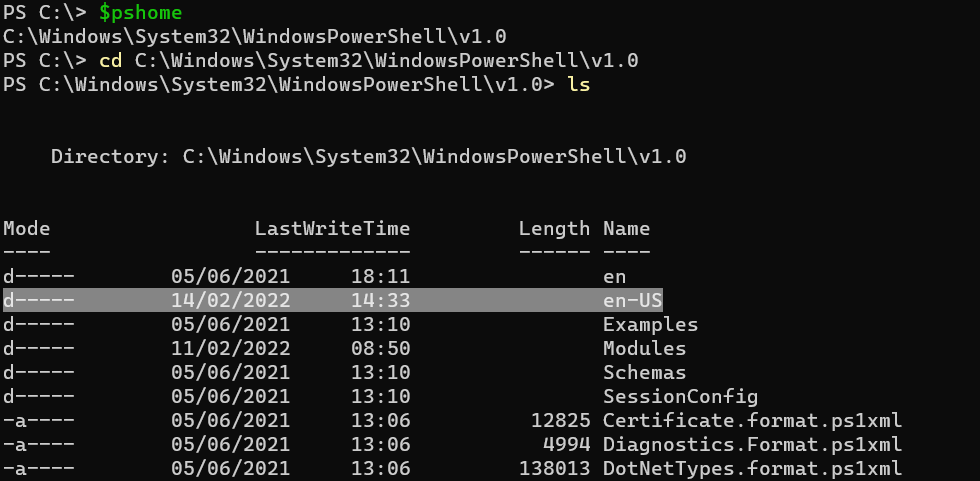 PS C:\> $pshome
C:\Windows\System32\WindowsPowerShell\v1.0
PS C:\> cd C:\Windows\System32\WindowsPowerShell\v1.0
PS C:\Windows\System32\WindowsPowerShell\v1.0> ls
    Directory: C:\Windows\System32\WindowsPowerShell\v1.0
Mode                 LastWriteTime         Length Name
----                 -------------         ------ ----
d-----        05/06/2021     18:11                en
d-----        14/02/2022     14:33                en-US
d-----        05/06/2021     13:10                Examples
d-----        11/02/2022     08:50                Modules
d-----        05/06/2021     13:10                Schemas
d-----        05/06/2021     13:10                SessionConfig
-a----        05/06/2021     13:06          12825 Certificate.format.ps1xml
-a----        05/06/2021     13:06           4994 Diagnostics.Format.ps1xml
-a----        05/06/2021     13:06         138013 DotNetTypes.format.ps1xml